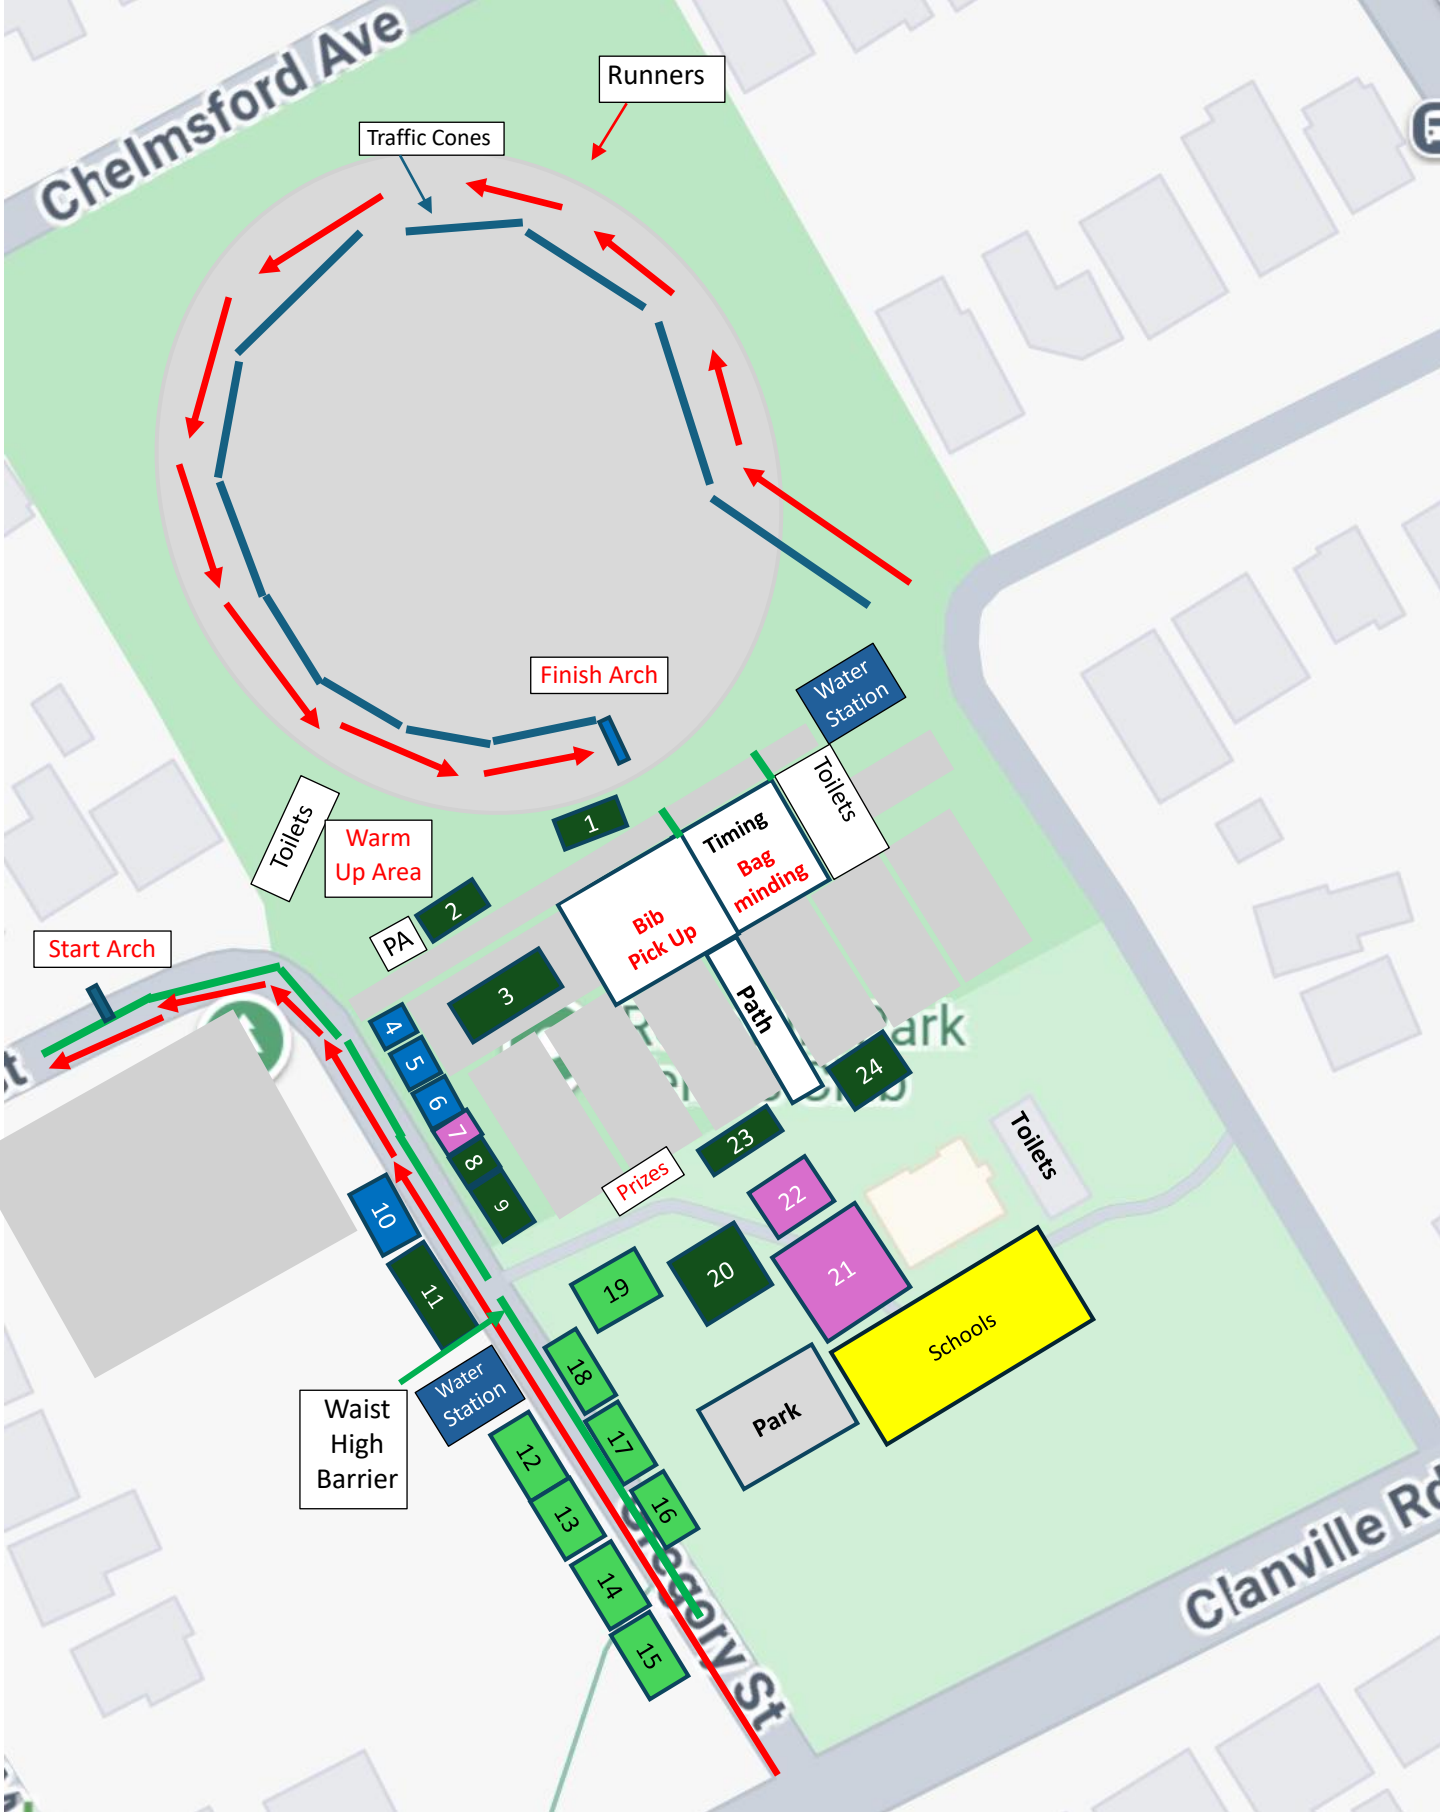 Chelmsford Ave
Runners
Traffic Cones
Finish Arch
Water
Station
Toilets
Timing
Bag
minding
Toilets
Warm
Up Area
1
2
PA
Bib
Pick Up
Start Arch
3
Path
4
5
6
7
8
9
24
23
Toilets
Prizes
22
21
20
19
10
11
Schools
Water
Station
Waist
High
Barrier
Park
18
17
16
12
13
14
15
Gregory St
Clanville Rd